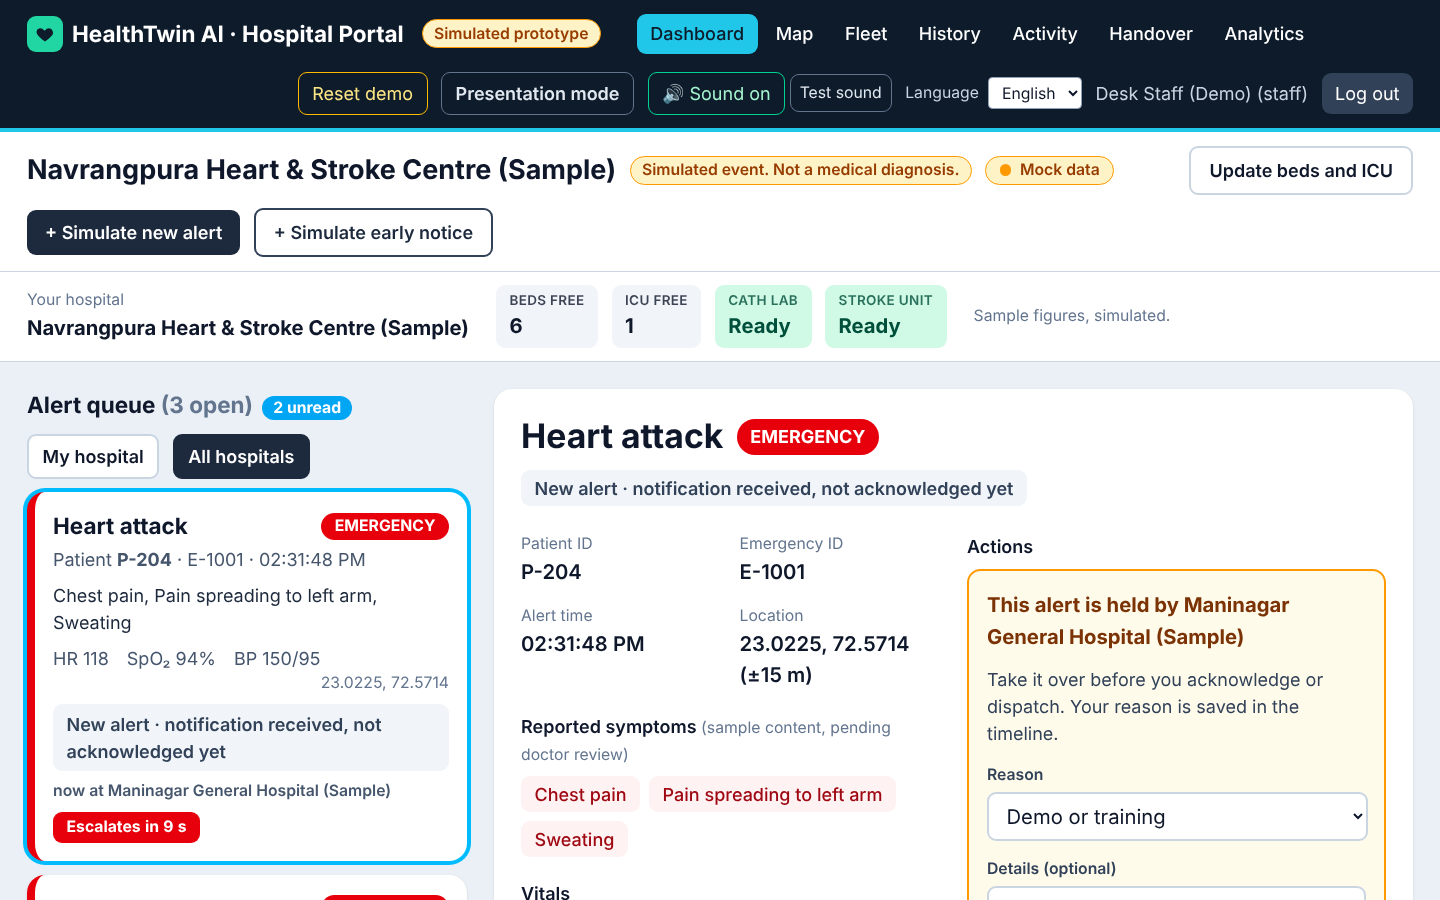 HealthTwin AI · Hospital Portal
Simulated prototype
Dashboard
Map
Fleet
History
Activity
Handover
Analytics
Reset demo
Presentation mode
🔊 Sound on
Test sound
Language
English
Desk Staff (Demo) (staff)
Log out
Navrangpura Heart & Stroke Centre (Sample)
Simulated event. Not a medical diagnosis.
Mock data
Update beds and ICU
+ Simulate new alert
+ Simulate early notice
Your hospital
Navrangpura Heart & Stroke Centre (Sample)
BEDS FREE
6
ICU FREE
1
CATH LAB
Ready
STROKE UNIT
Ready
Sample figures, simulated.
Alert queue (3 open)
2 unread
My hospital
All hospitals
Heart attack
EMERGENCY
Patient P-204 · E-1001 · 02:31:48 PM
Chest pain, Pain spreading to left arm,
Sweating
HR 118 SpO₂ 94% BP 150/95
23.0225, 72.5714
New alert · notification received, not
acknowledged yet
now at Maninagar General Hospital (Sample)
Escalates in 9 s
Heart attack
EMERGENCY
New alert · notification received, not acknowledged yet
Patient ID
P-204
Emergency ID
E-1001
Alert time
02:31:48 PM
Location
23.0225, 72.5714
(±15 m)
Reported symptoms (sample content, pending
doctor review)
Chest pain
Pain spreading to left arm
Sweating
Vitals
Actions
This alert is held by Maninagar
General Hospital (Sample)
Take it over before you acknowledge or
dispatch. Your reason is saved in the
timeline.
Reason
Demo or training
Details (optional)